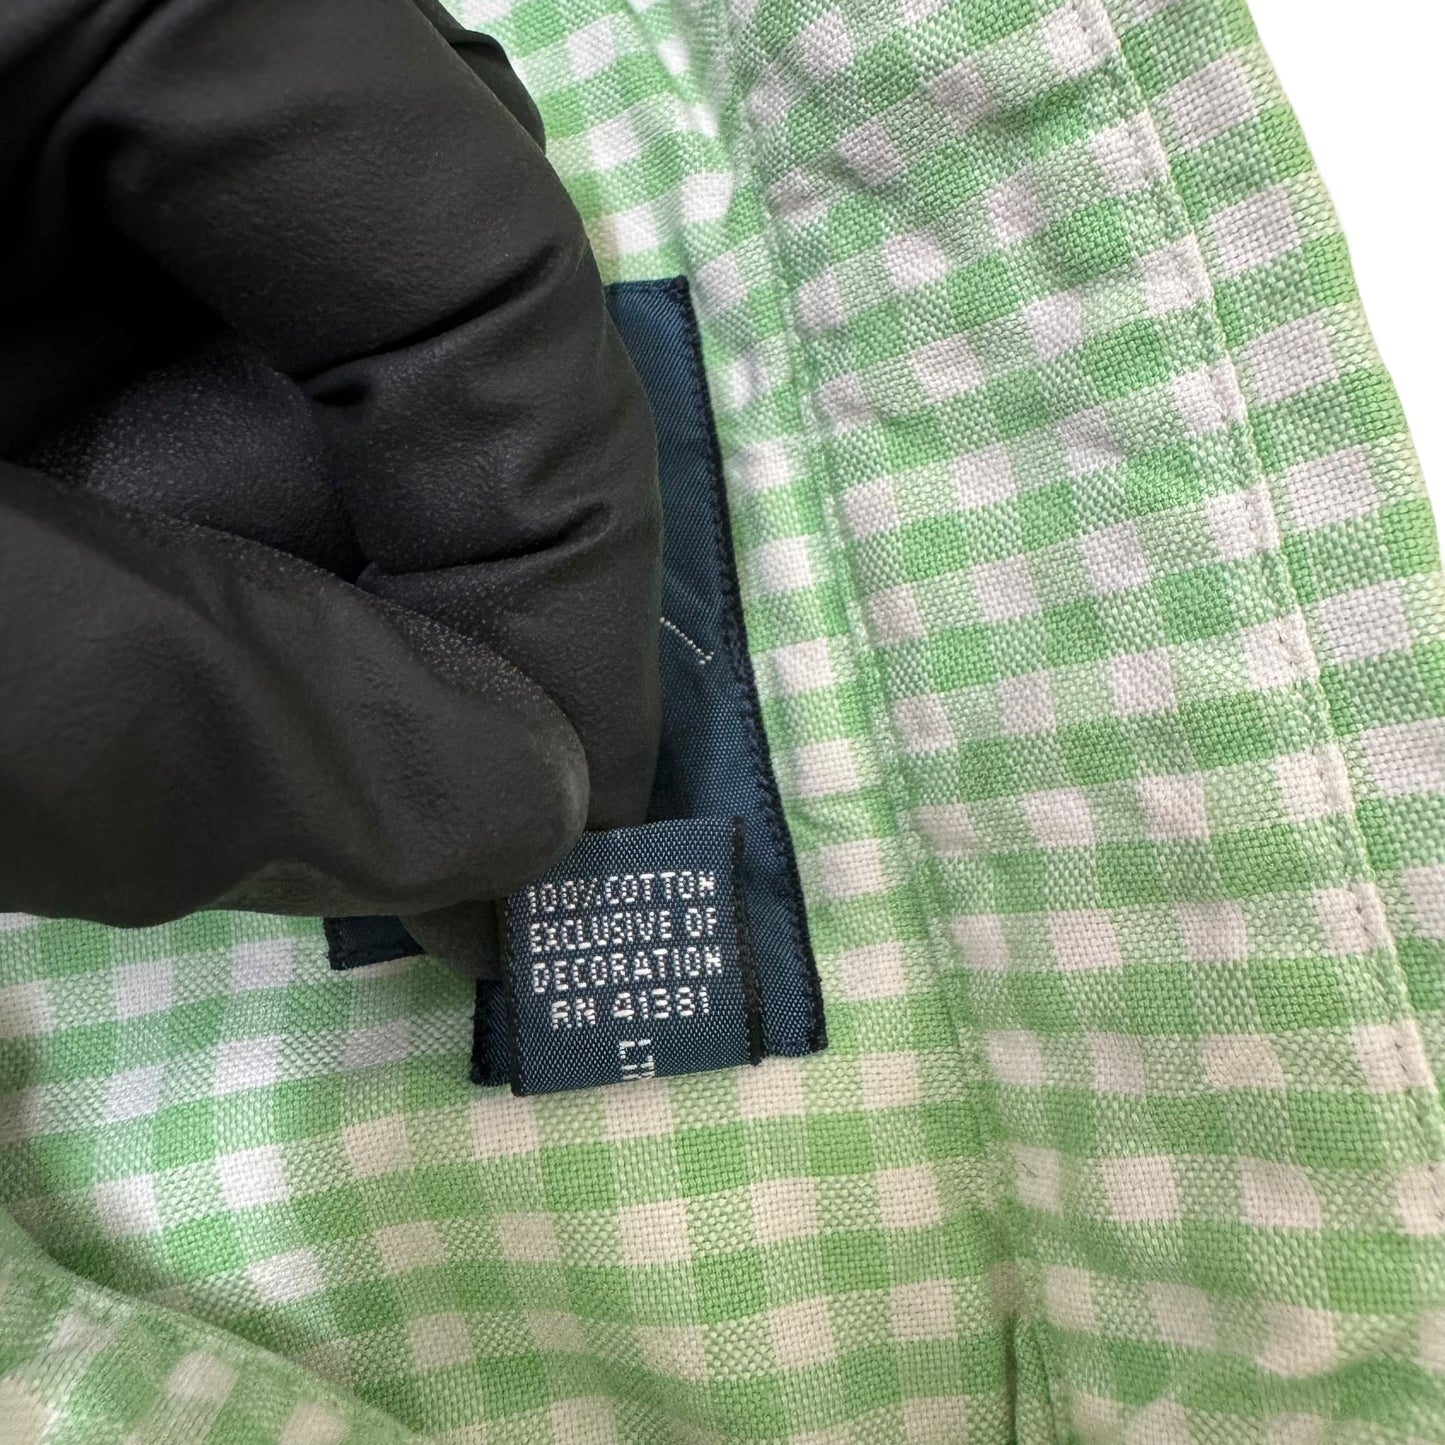 100% COTTON
EXCLUSIVE OF
DECORATION
RN 41381